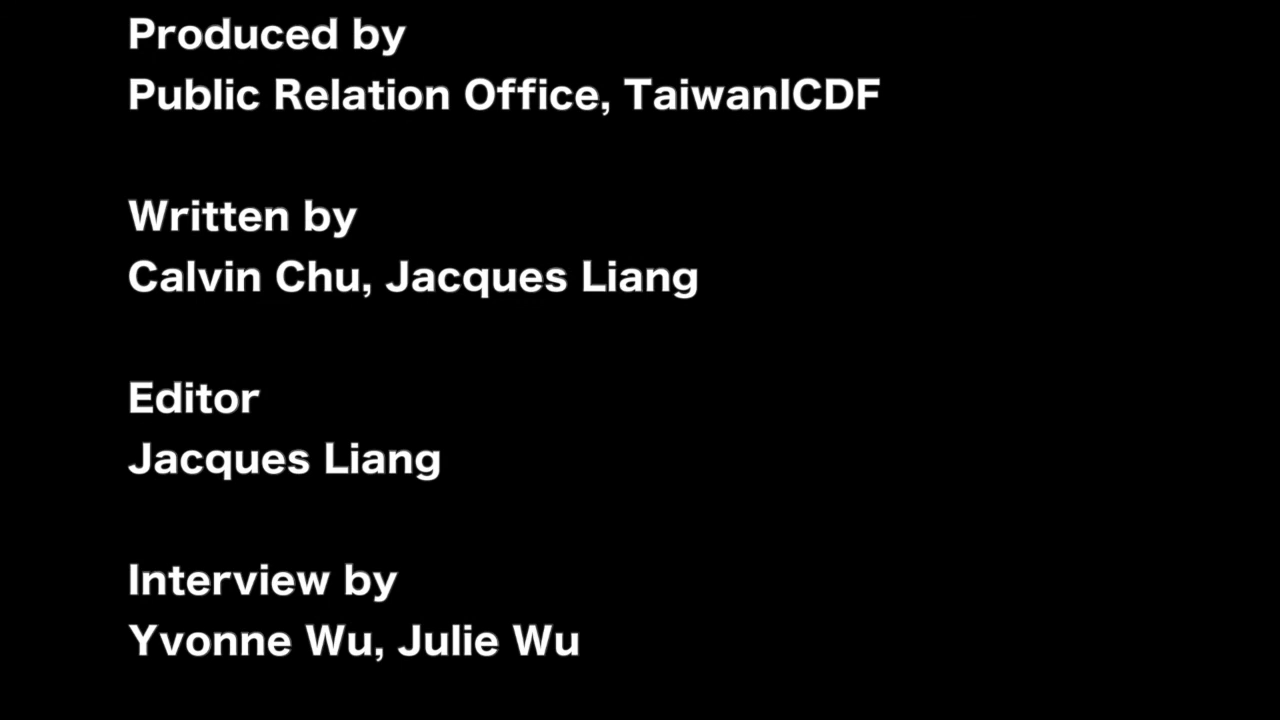 Produced by
Public Relation Office, TaiwanICDF
Written by
Calvin Chu, Jacques Liang
Editor
Jacques Liang
Interview by
Yvonne Wu, Julie Wu